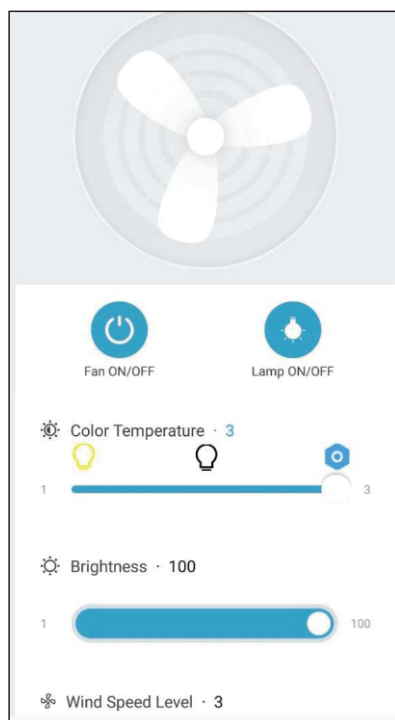 Fan ON/OFF
Lamp ON/OFF
Color Temperature · 3
1
3
Brightness · 100
1
100
Wind Speed Level · 3